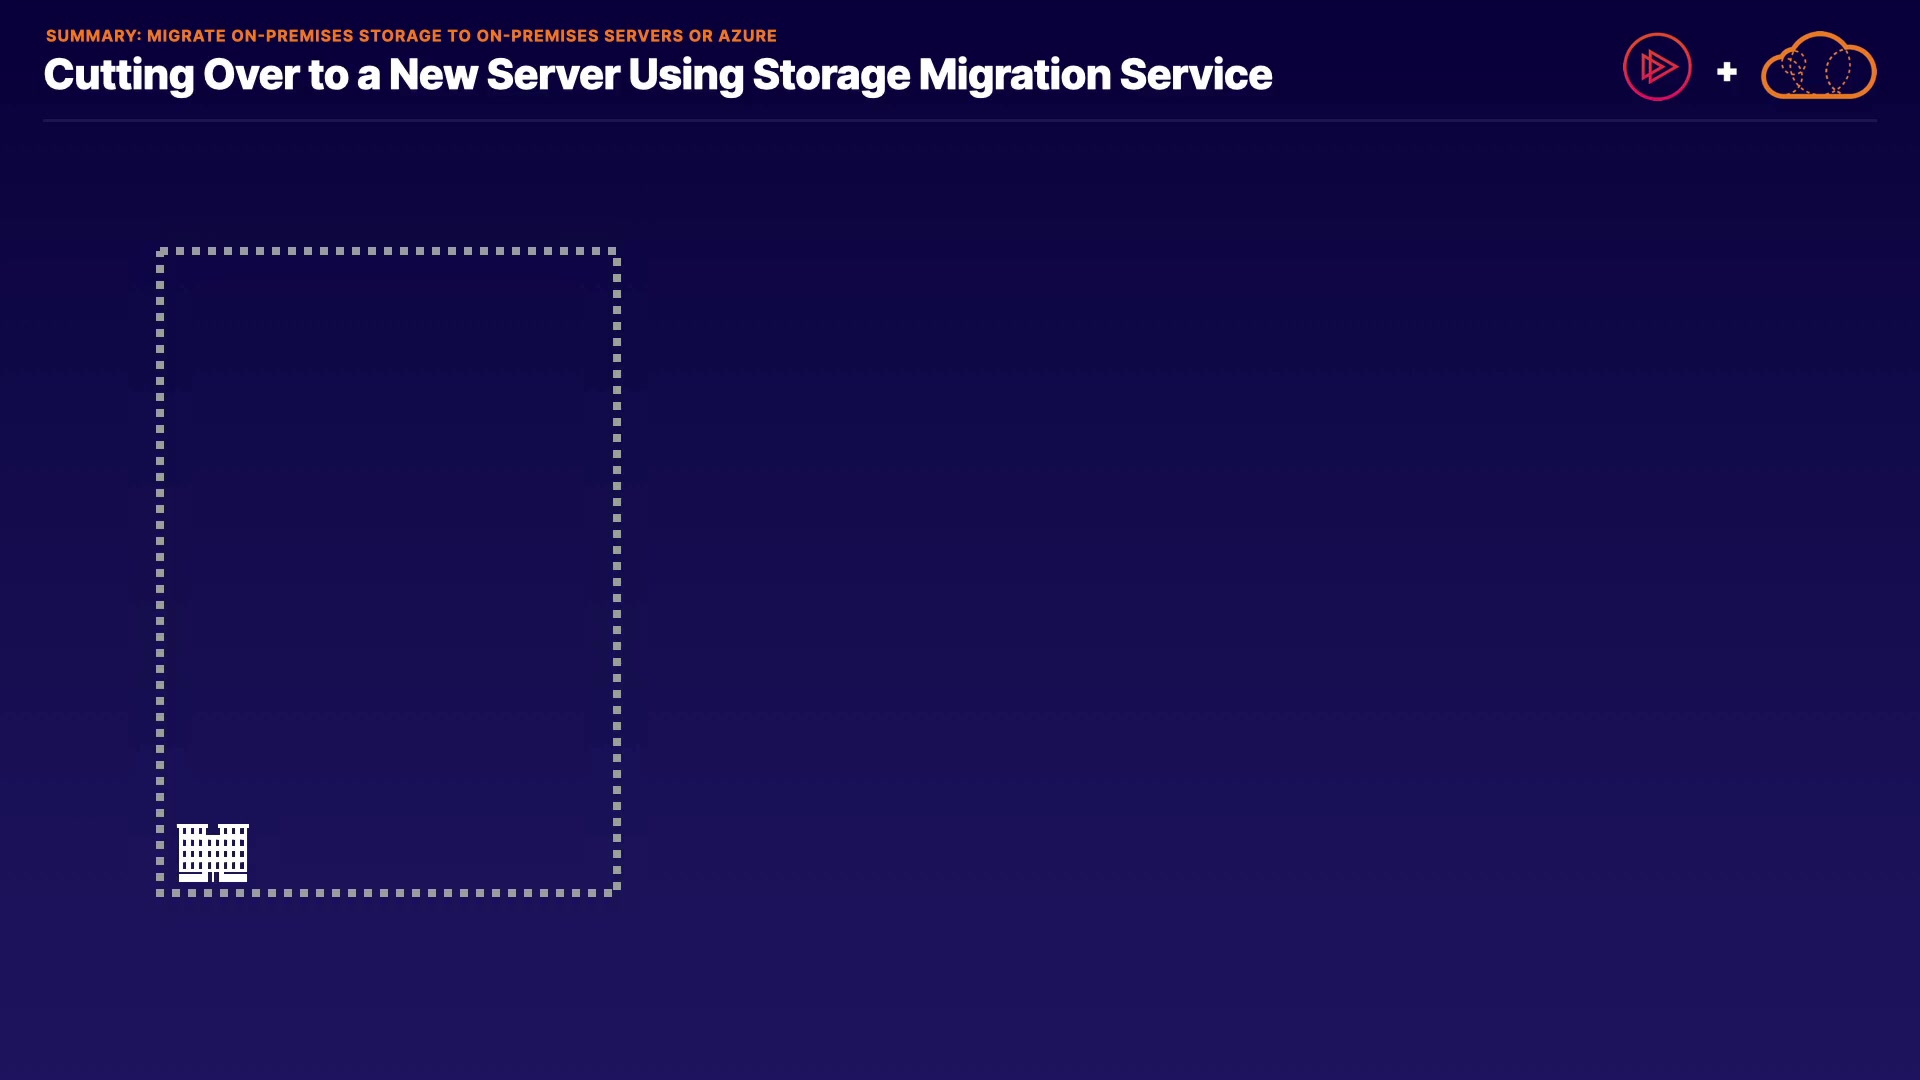 SUMMARY: MIGRATE ON-PREMISES STORAGE TO ON-PREMISES SERVERS OR AZURE
Cutting Over to a New Server Using Storage Migration Service